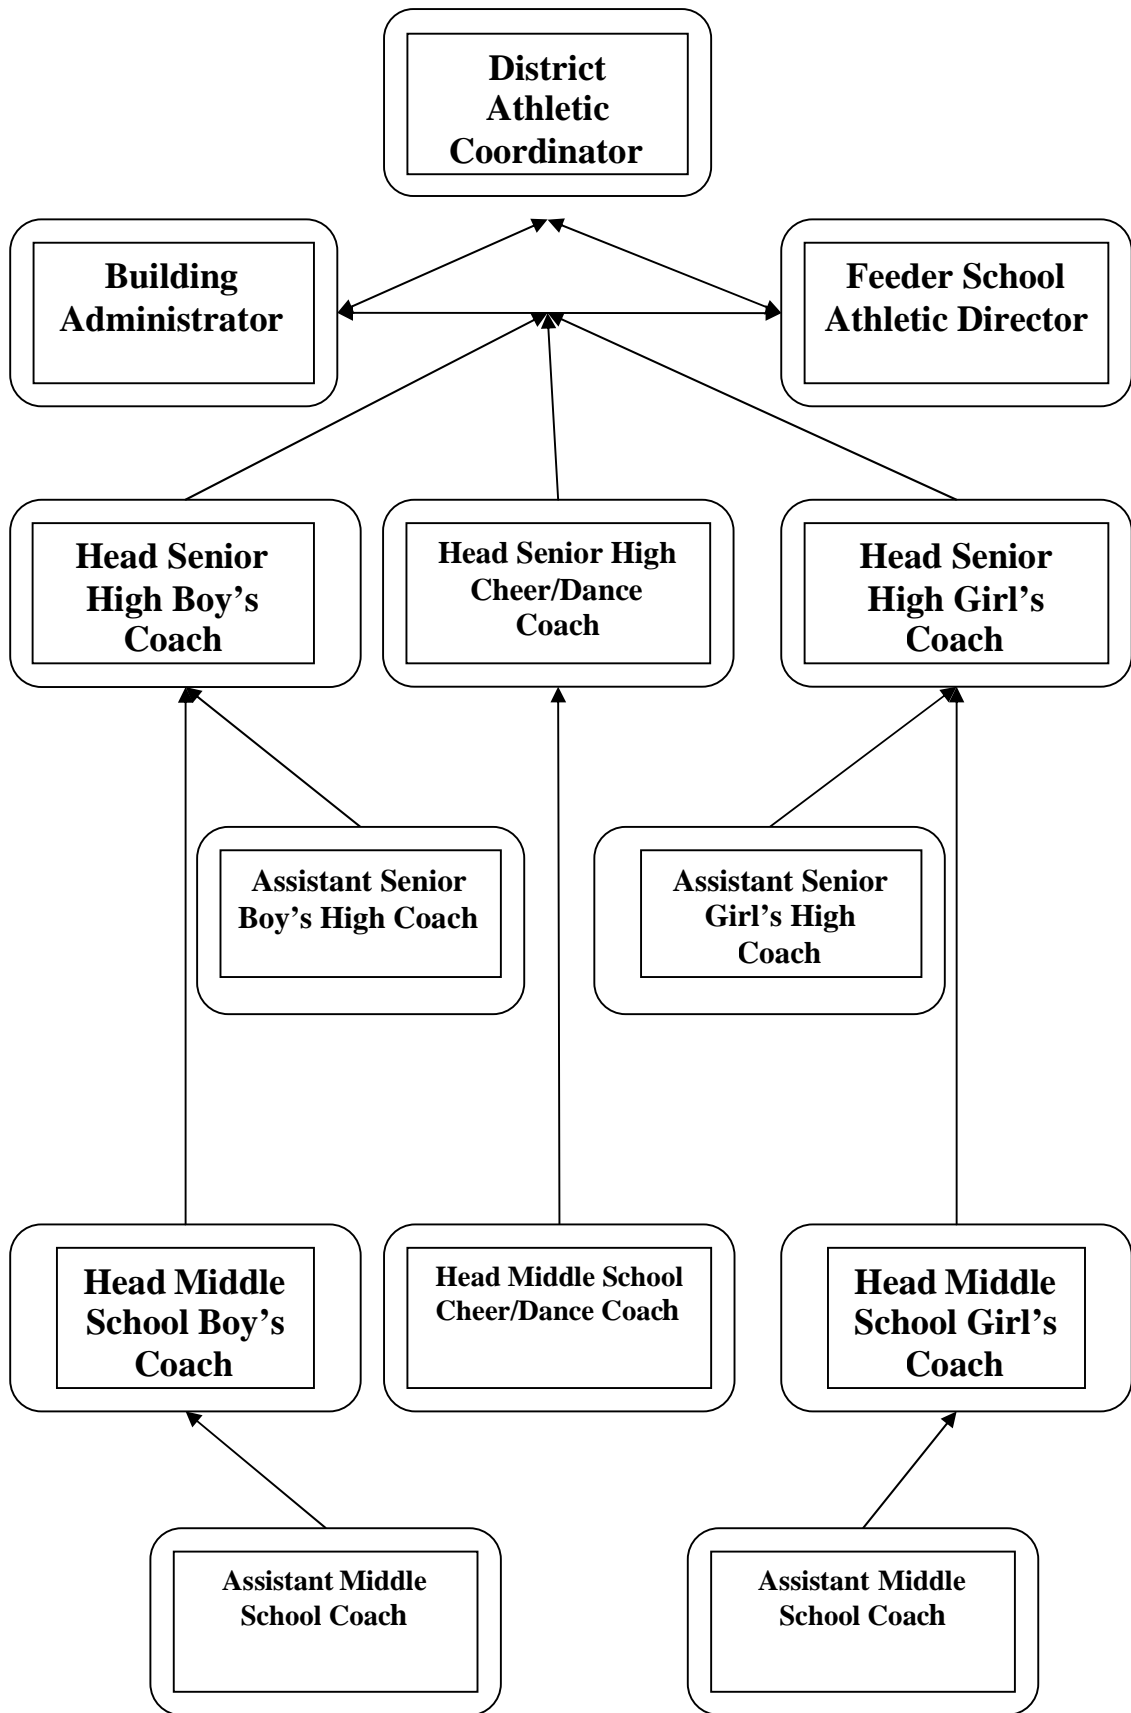 District
Athletic
Coordinator
Building
Administrator
Feeder School
Athletic Director
Head Senior
High Boy’s
Coach
Head Senior High
Cheer/Dance
Coach
Head Senior
High Girl’s
Coach
Assistant Senior
Boy’s High Coach
Assistant Senior
Girl’s High
Coach
Head Middle
School Boy’s
Coach
Head Middle School
Cheer/Dance Coach
Head Middle
School Girl’s
Coach
Assistant Middle
School Coach
Assistant Middle
School Coach